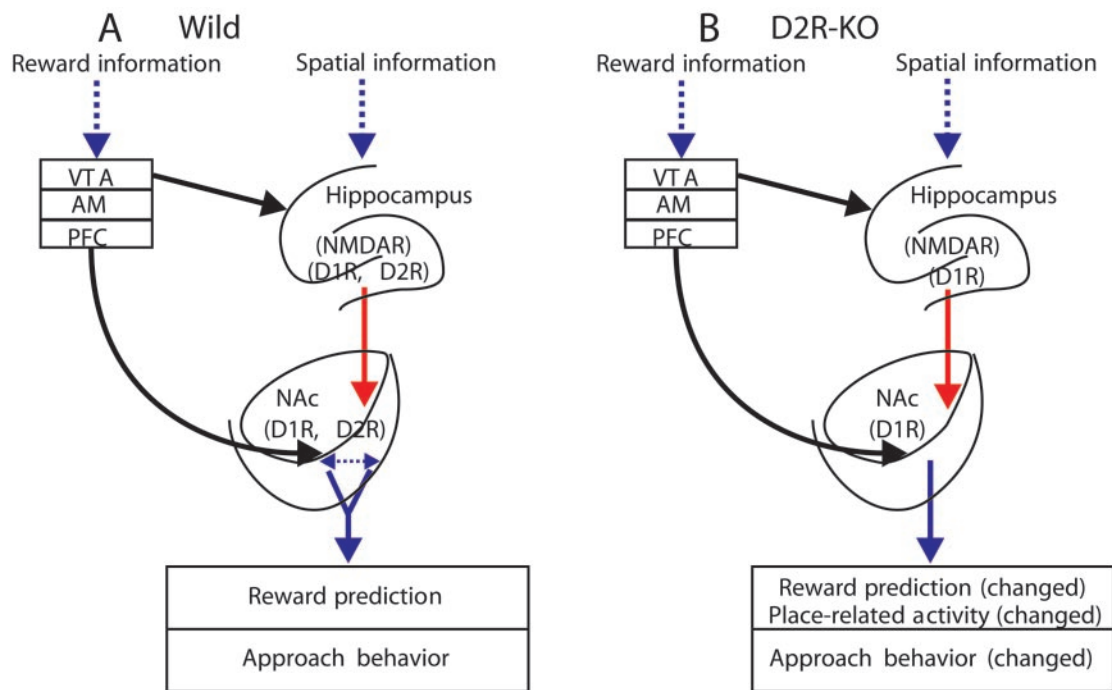 A Wild
Reward information
Spatial information
VTA
AM
PFC
Hippocampus
(NMDAR)
(D1R, D2R)
NAc
(D1R, D2R)
Reward prediction
Approach behavior
B D2R-KO
Reward information
Spatial information
VTA
AM
PFC
Hippocampus
(NMDAR)
(D1R)
NAc
(D1R)
Reward prediction (changed)
Place-related activity (changed)
Approach behavior (changed)